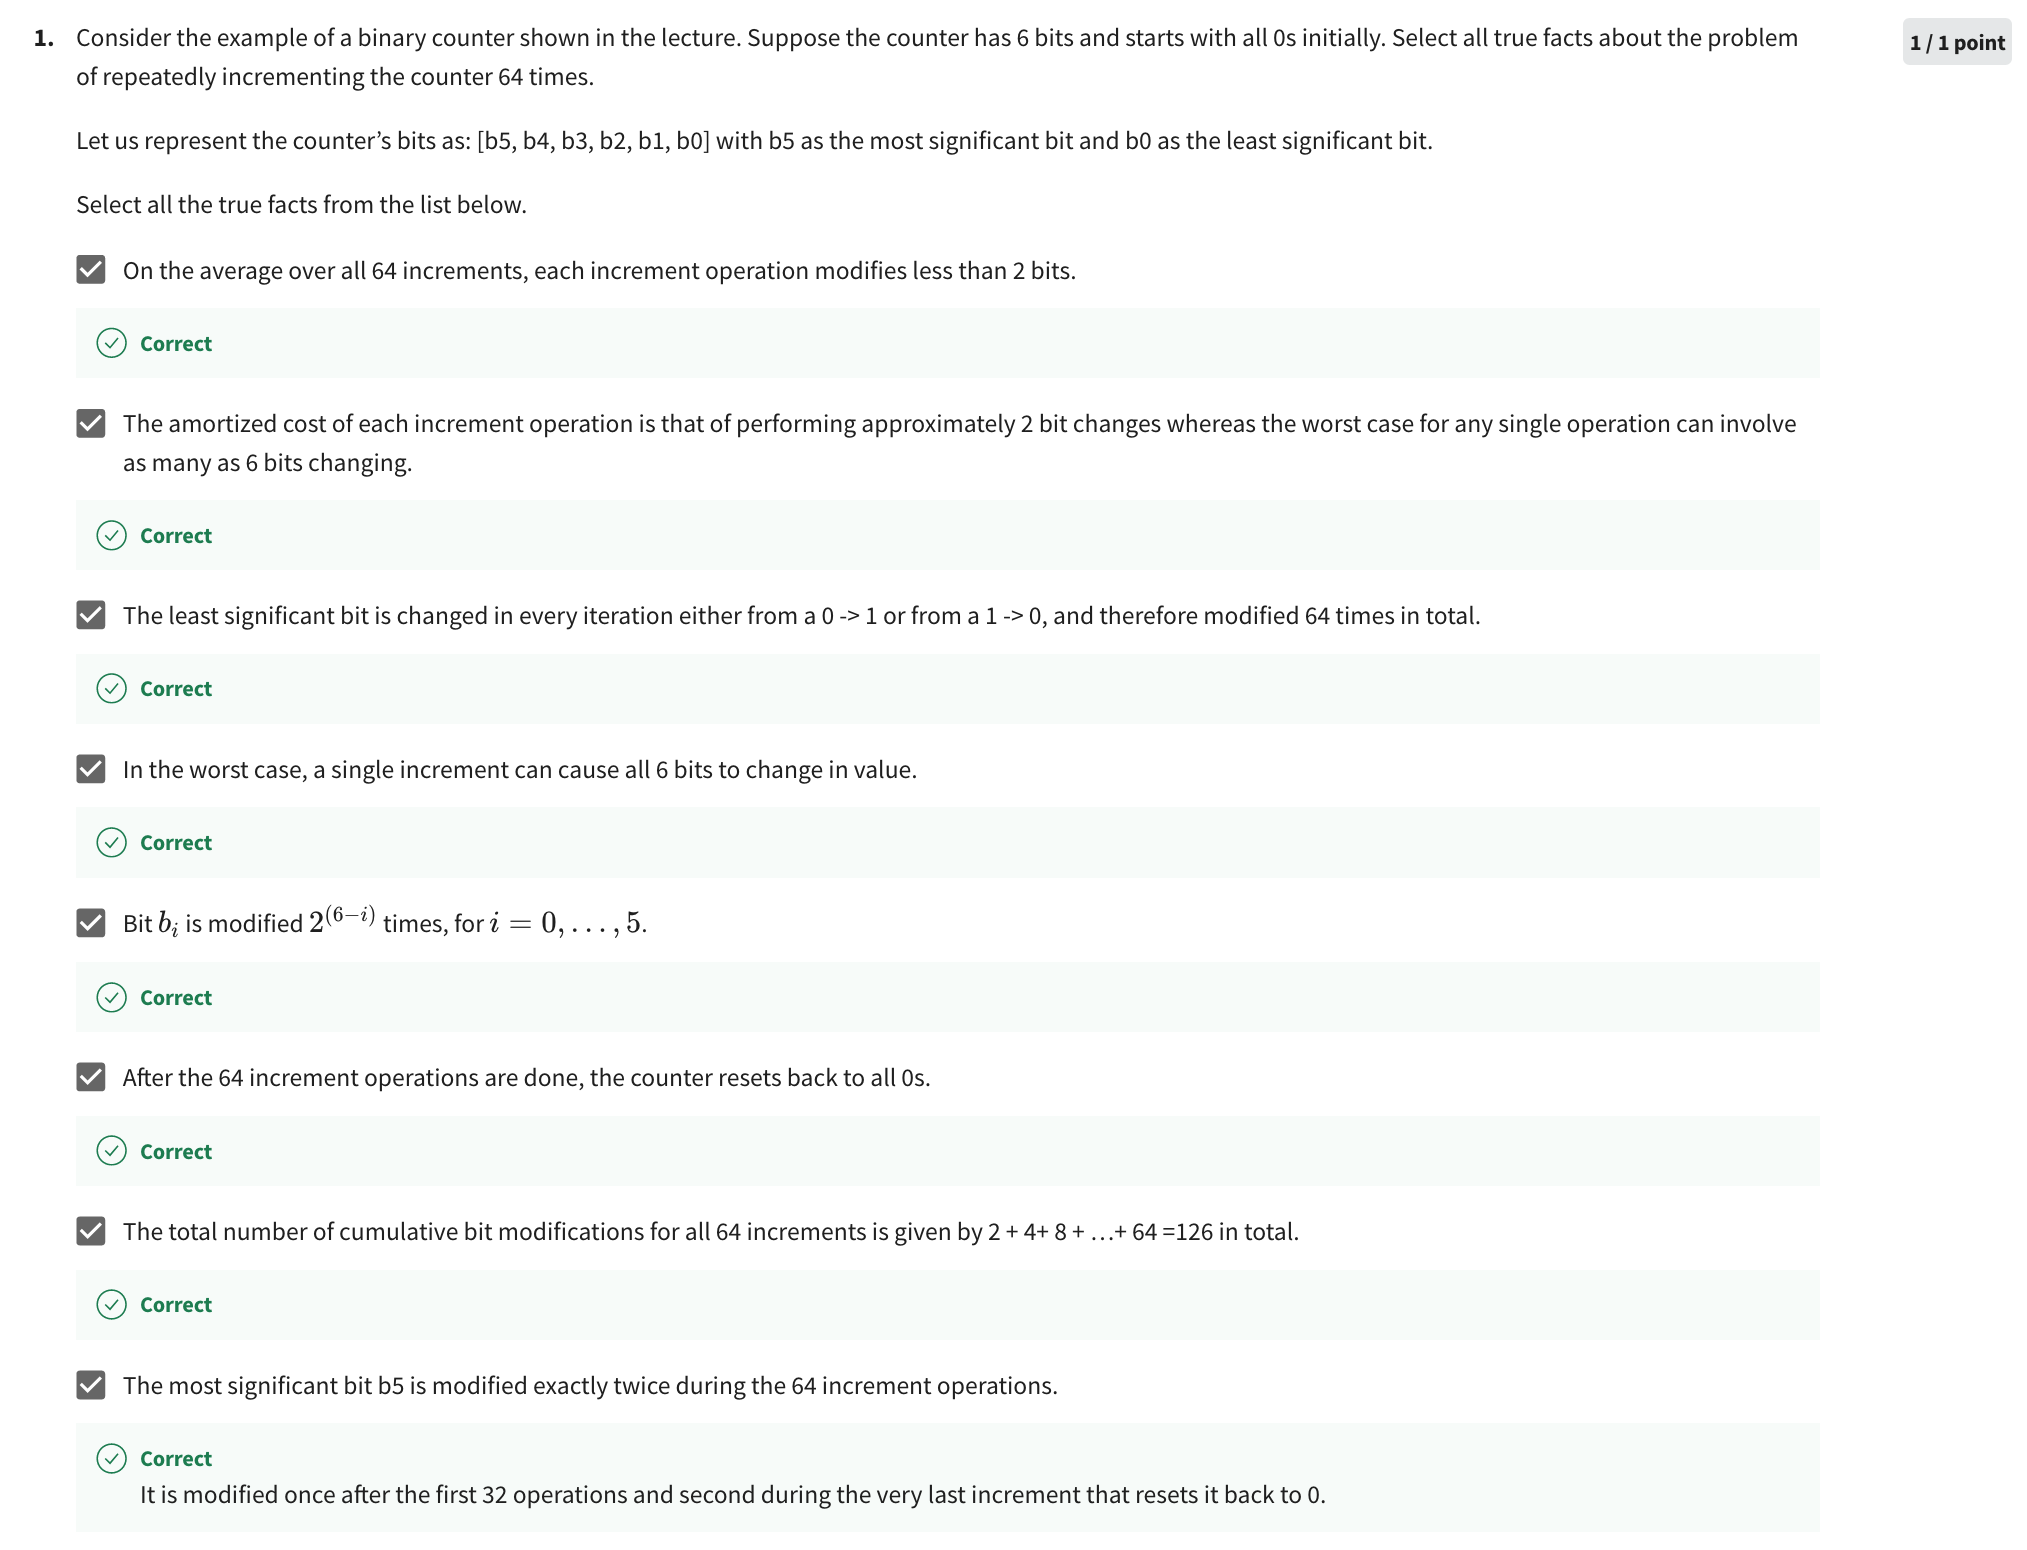 1. Consider the example of a binary counter shown in the lecture. Suppose the counter has 6 bits and starts with all 0s initially. Select all true facts about the problem
1 / 1 point
of repeatedly incrementing the counter 64 times.
Let us represent the counter’s bits as: [b5, b4, b3, b2, b1, b0] with b5 as the most significant bit and b0 as the least significant bit.
Select all the true facts from the list below.
On the average over all 64 increments, each increment operation modifies less than 2 bits.
Correct
The amortized cost of each increment operation is that of performing approximately 2 bit changes whereas the worst case for any single operation can involve
as many as 6 bits changing.
Correct
The least significant bit is changed in every iteration either from a 0 -> 1 or from a 1 -> 0, and therefore modified 64 times in total.
Correct
In the worst case, a single increment can cause all 6 bits to change in value.
Correct
Bit $b_i$ is modified $2^{(6-i)}$ times, for $i = 0, \ldots, 5$.
Correct
After the 64 increment operations are done, the counter resets back to all 0s.
Correct
The total number of cumulative bit modifications for all 64 increments is given by 2 + 4+ 8 + …+ 64 =126 in total.
Correct
The most significant bit b5 is modified exactly twice during the 64 increment operations.
Correct
It is modified once after the first 32 operations and second during the very last increment that resets it back to 0.